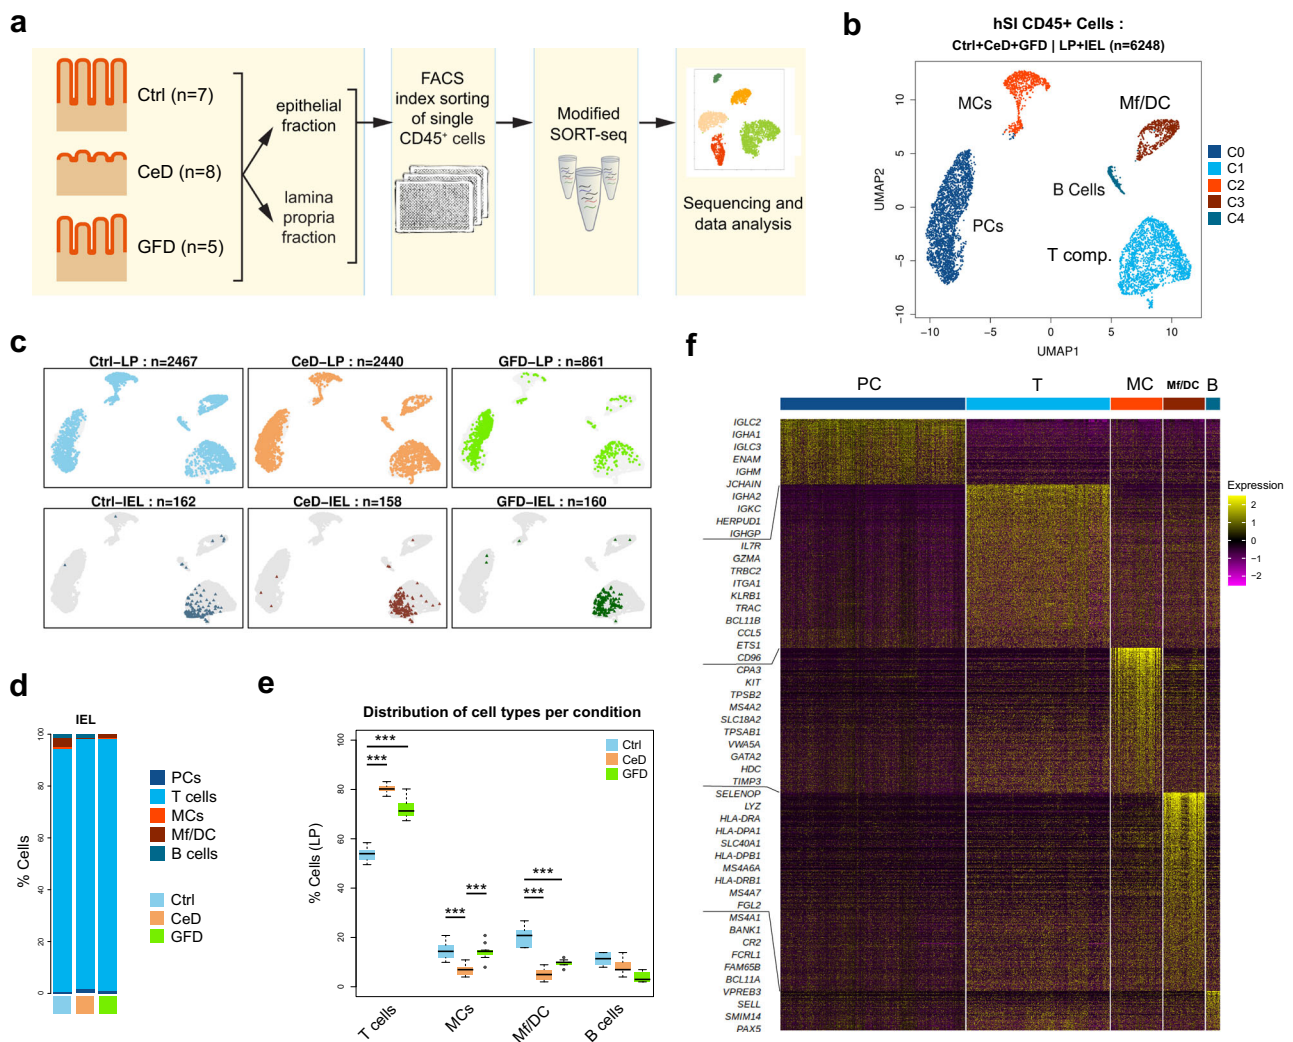 a
Ctrl (n=7)
CeD (n=8)
GFD (n=5)
epithelial
fraction
lamina
propria
fraction
FACS
index sorting
of single
CD45+ cells
Modified
SORT-seq
Sequencing and
data analysis
b
hSI CD45+ Cells :
Ctrl+CeD+GFD | LP+IEL (n=6248)
MCs
Mf/DC
B Cells
PCs
T comp.
UMAP2
10
5
0
−5
−10
−10
−5
0
5
10
UMAP1
C0
C1
C2
C3
C4
c
Ctrl−LP : n=2467
CeD−LP : n=2440
GFD−LP : n=861
Ctrl−IEL : n=162
CeD−IEL : n=158
GFD−IEL : n=160
d
IEL
% Cells
100
80
60
40
20
0
PCs
T cells
MCs
Mf/DC
B cells
Ctrl
CeD
GFD
e
Distribution of cell types per condition
% Cells (LP)
100
80
60
40
20
0
***
***
***
***
***
***
Ctrl
CeD
GFD
T cells
MCs
Mf/DC
B cells
f
PC
T
MC
Mf/DC
B
IGLC2
IGHA1
IGLC3
ENAM
IGHM
JCHAIN
IGHA2
IGKC
HERPUD1
IGHGP
IL7R
GZMA
TRBC2
ITGA1
KLRB1
TRAC
BCL11B
CCL5
ETS1
CD96
CPA3
KIT
TPSB2
MS4A2
SLC18A2
TPSAB1
VWA5A
GATA2
HDC
TIMP3
SELENOP
LYZ
HLA-DRA
HLA-DPA1
SLC40A1
HLA-DPB1
MS4A6A
HLA-DRB1
MS4A7
FGL2
MS4A1
BANK1
CR2
FCRL1
FAM65B
BCL11A
VPREB3
SELL
SMIM14
PAX5
Expression
2
1
0
−1
−2